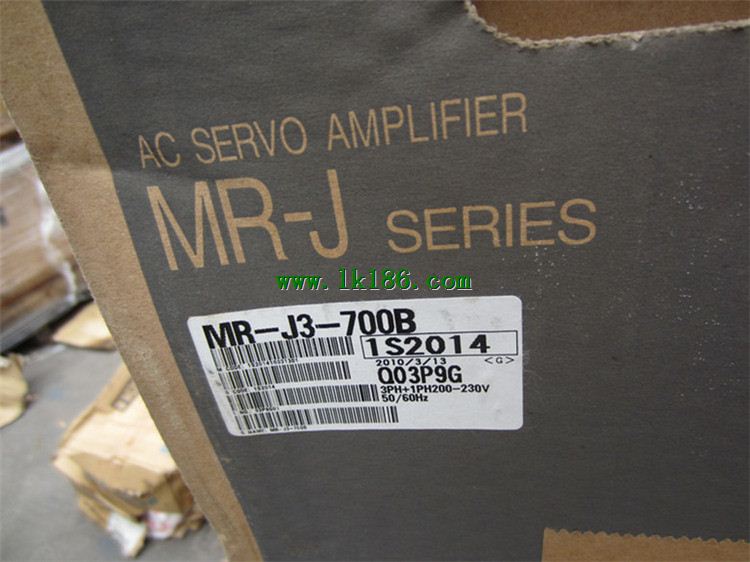 AC SERVO AMPLIFIER
MR-J SERIES
www.lk186.com
MR-J3-700B
1S2014
2010/3/13 <G>
Q03P9G
3PH+1PH200-230V
50/60Hz